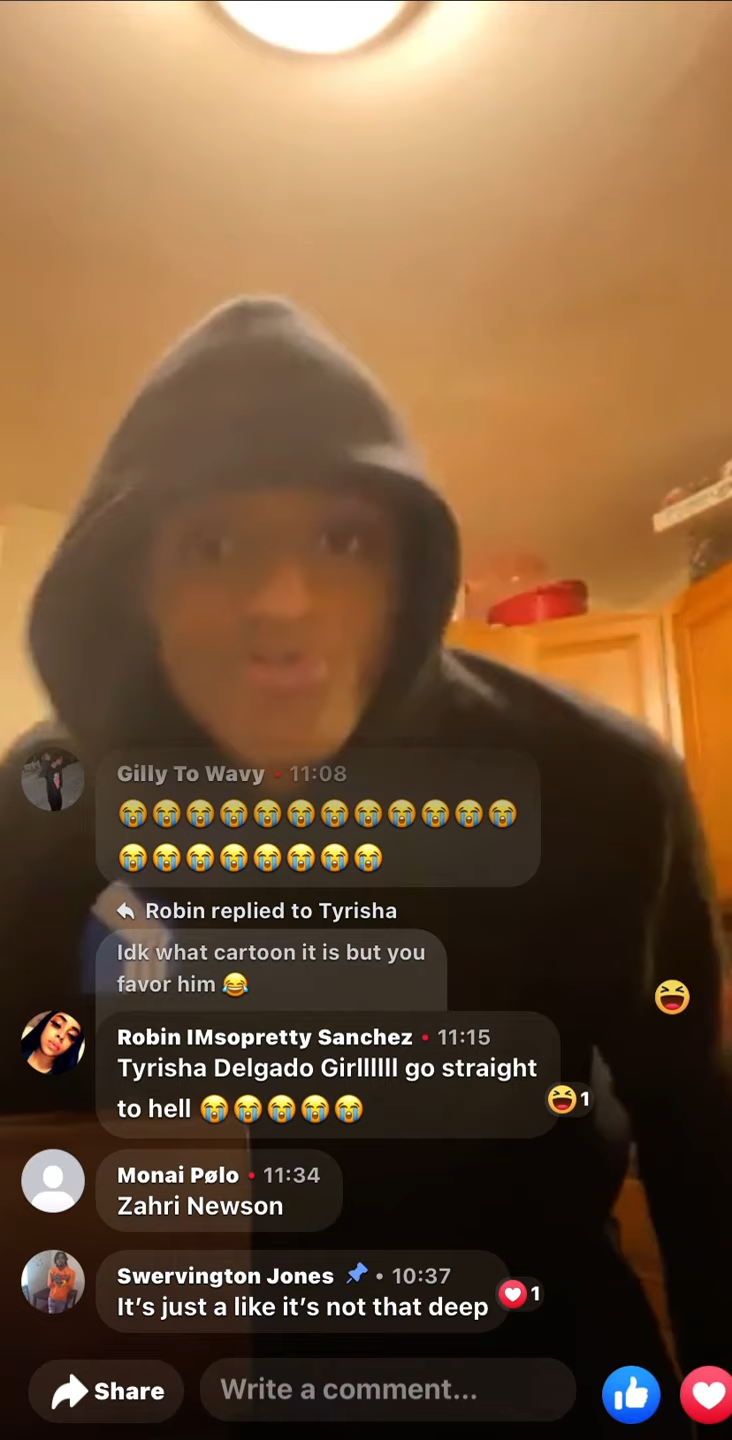 Gilly To Wavy • 11:08
😭😭😭😭😭😭😭😭😭😭😭😭
😭😭😭😭😭😭😭😭
Robin replied to Tyrisha
Idk what cartoon it is but you
favor him 😂
Robin IMsopretty Sanchez • 11:15
Tyrisha Delgado Girllllll go straight
to hell 😭😭😭😭😭
1
Monai Pølo • 11:34
Zahri Newson
Swervington Jones 📌 • 10:37
It’s just a like it’s not that deep
1
Share
Write a comment...